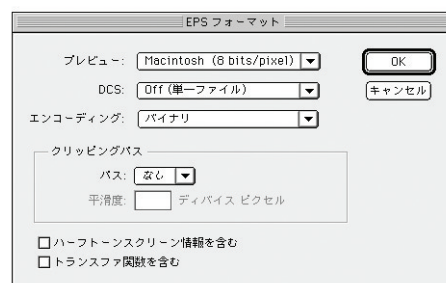 EPS フォーマット
プレビュー: Macintosh (8 bits/pixel)
OK
DCS: Off (単一ファイル)
キャンセル
エンコーディング: バイナリ
クリッピングパス
パス: なし
平滑度: ディバイス ピクセル
ハーフトーンスクリーン情報を含む
トランスファ関数を含む